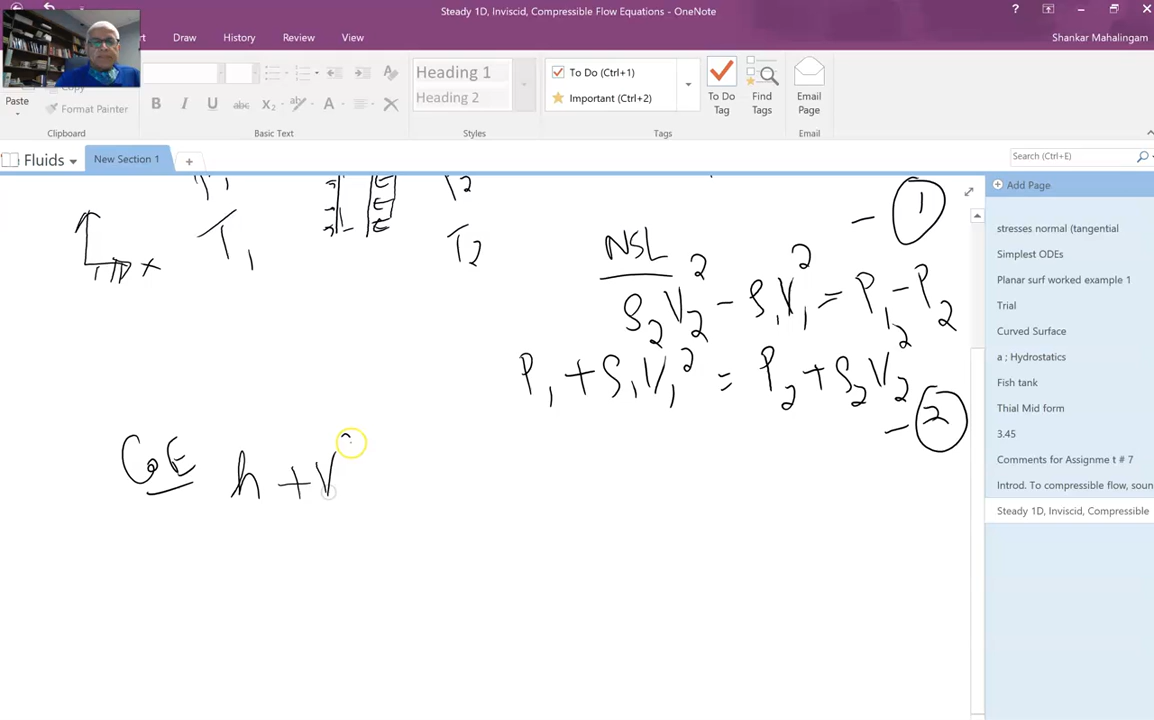 Steady 1D, Inviscid, Compressible Flow Equations - OneNote
?
Draw History Review View
Shankar Mahalingam
Paste
Copy
Format Painter
Clipboard
B I U abc X₂ A
Basic Text
Heading 1
Heading 2
Styles
To Do (Ctrl+1)
Important (Ctrl+2)
Tags
To Do
Tag
Find
Tags
Email
Page
Email
Fluids
New Section 1
Search (Ctrl+E)
Add Page
stresses normal (tangential
Simplest ODEs
Planar surf worked example 1
Trial
Curved Surface
a ; Hydrostatics
Fish tank
Thial Mid form
3.45
Comments for Assignme t # 7
Introd. To compressible flow, soun
Steady 1D, Inviscid, Compressible
x
T₁
T₂
– ①
NSL
ρ₂V₂² – ρ₁V₁² = P₁ – P₂
P₁ + ρ₁V₁² = P₂ + ρ₂V₂²
– ②
CoE h + V²